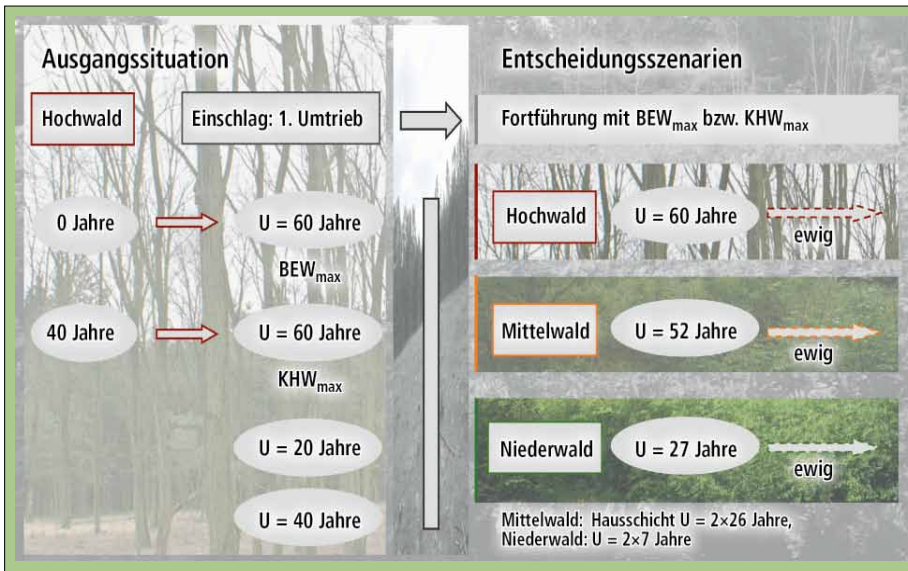 Ausgangssituation
Hochwald
Einschlag: 1. Umtrieb
0 Jahre
U = 60 Jahre
BEWmax
40 Jahre
U = 60 Jahre
KHWmax
U = 20 Jahre
U = 40 Jahre
Entscheidungsszenarien
Fortführung mit BEWmax bzw. KHWmax
Hochwald
U = 60 Jahre
ewig
Mittelwald
U = 52 Jahre
ewig
Niederwald
U = 27 Jahre
ewig
Mittelwald: Hausschicht U = 2×26 Jahre,
Niederwald: U = 2×7 Jahre